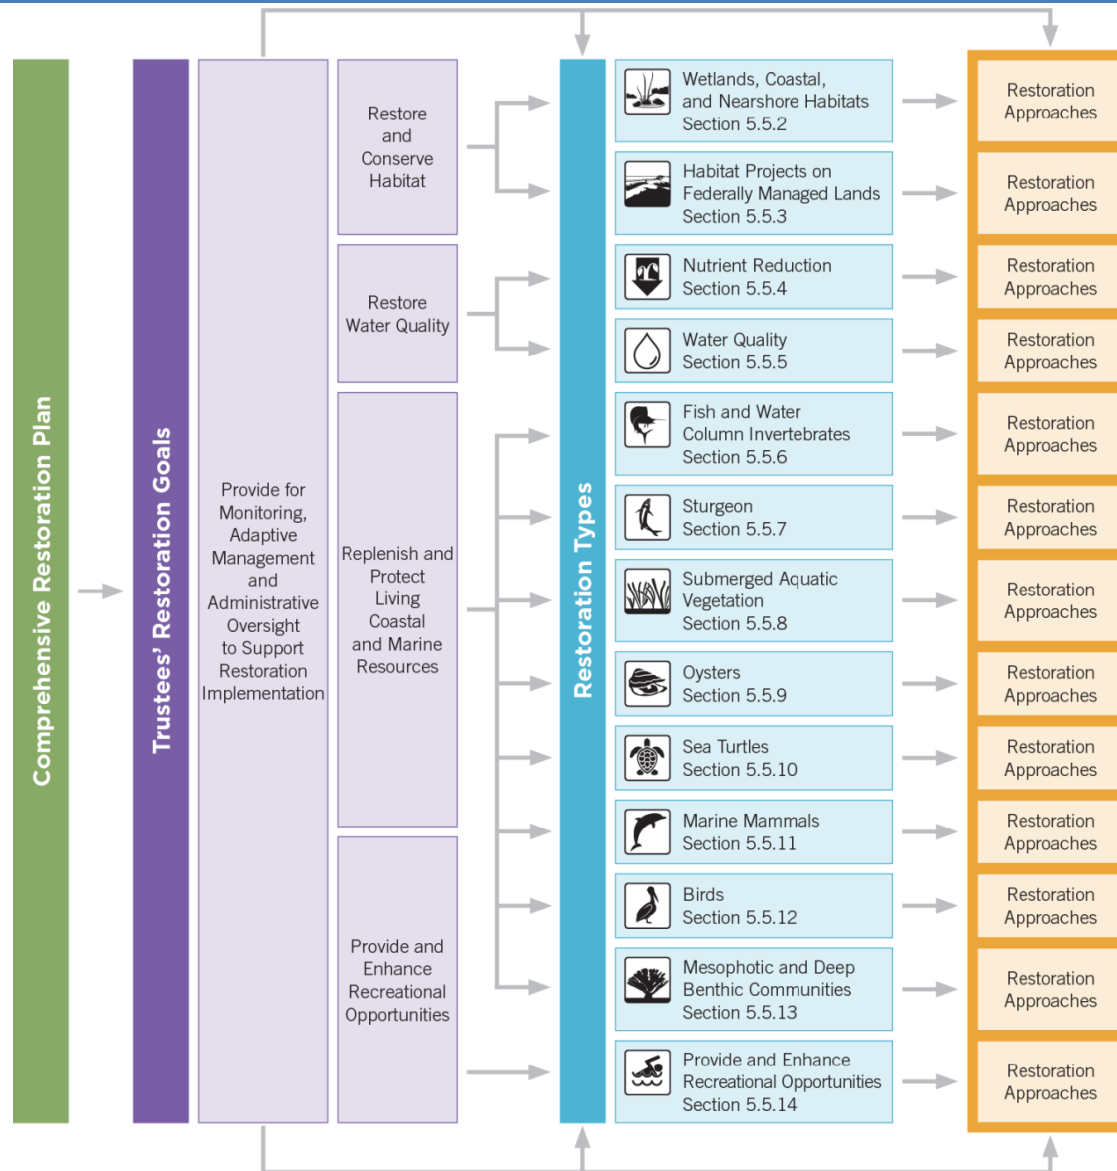 Comprehensive Restoration Plan
Trustees’ Restoration Goals
Provide for
Monitoring,
Adaptive
Management
and
Administrative
Oversight
to Support
Restoration
Implementation
Restore
and
Conserve
Habitat
Restore
Water Quality
Replenish and
Protect
Living
Coastal
and Marine
Resources
Provide and
Enhance
Recreational
Opportunities
Restoration Types
Wetlands, Coastal,
and Nearshore Habitats
Section 5.5.2
Restoration
Approaches
Habitat Projects on
Federally Managed Lands
Section 5.5.3
Restoration
Approaches
Nutrient Reduction
Section 5.5.4
Restoration
Approaches
Water Quality
Section 5.5.5
Restoration
Approaches
Fish and Water
Column Invertebrates
Section 5.5.6
Restoration
Approaches
Sturgeon
Section 5.5.7
Restoration
Approaches
Submerged Aquatic
Vegetation
Section 5.5.8
Restoration
Approaches
Oysters
Section 5.5.9
Restoration
Approaches
Sea Turtles
Section 5.5.10
Restoration
Approaches
Marine Mammals
Section 5.5.11
Restoration
Approaches
Birds
Section 5.5.12
Restoration
Approaches
Mesophotic and Deep
Benthic Communities
Section 5.5.13
Restoration
Approaches
Provide and Enhance
Recreational Opportunities
Section 5.5.14
Restoration
Approaches